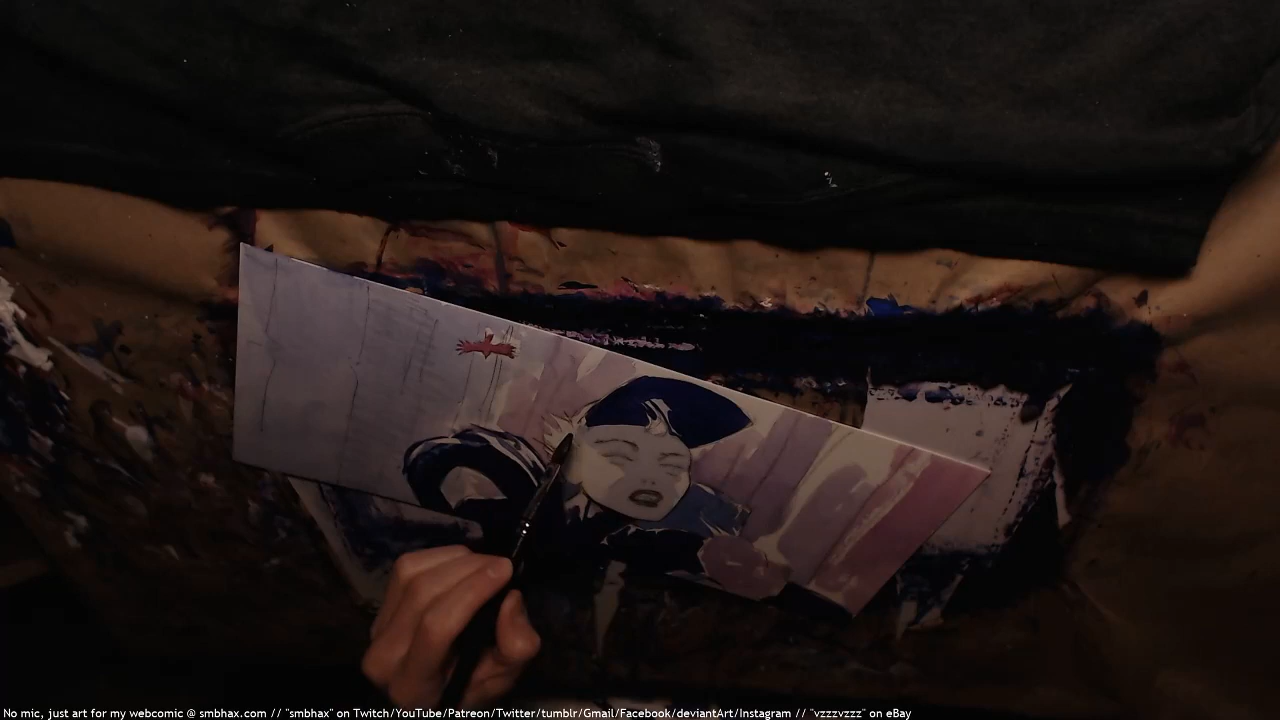 No mic, just art for my webcomic @ smbhax.com // "smbhax" on Twitch/YouTube/Patreon/Twitter/tumblr/Gmail/Facebook/deviantArt/Instagram // "vzzzvzzz" on eBay